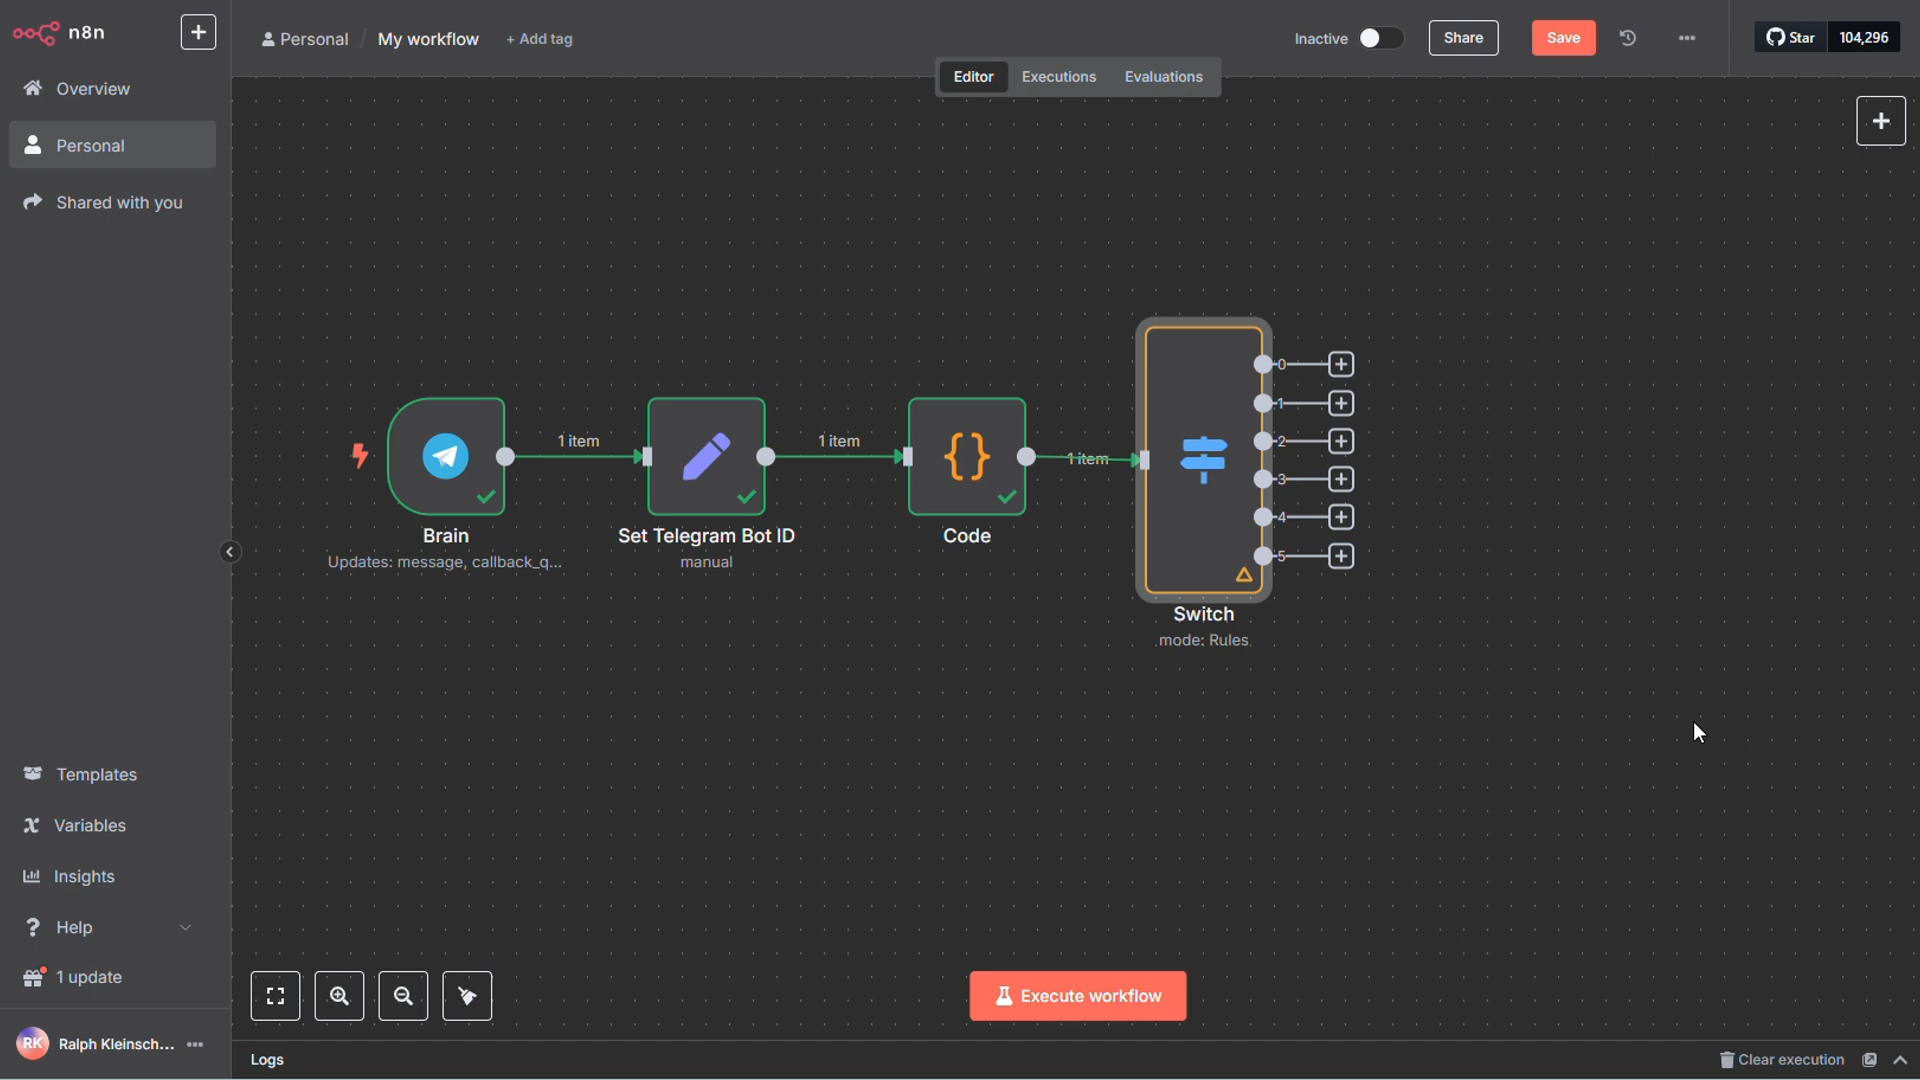 n8n
Personal / My workflow + Add tag
Inactive
Share
Save
Star 104,296
Editor Executions Evaluations
Overview
Personal
Shared with you
1 item
1 item
1 item
0
1
2
3
4
5
Brain
Updates: message, callback_q...
Set Telegram Bot ID
manual
Code
Switch
mode: Rules
Templates
Variables
Insights
Help
1 update
Execute workflow
RK Ralph Kleinsch...
Logs
Clear execution